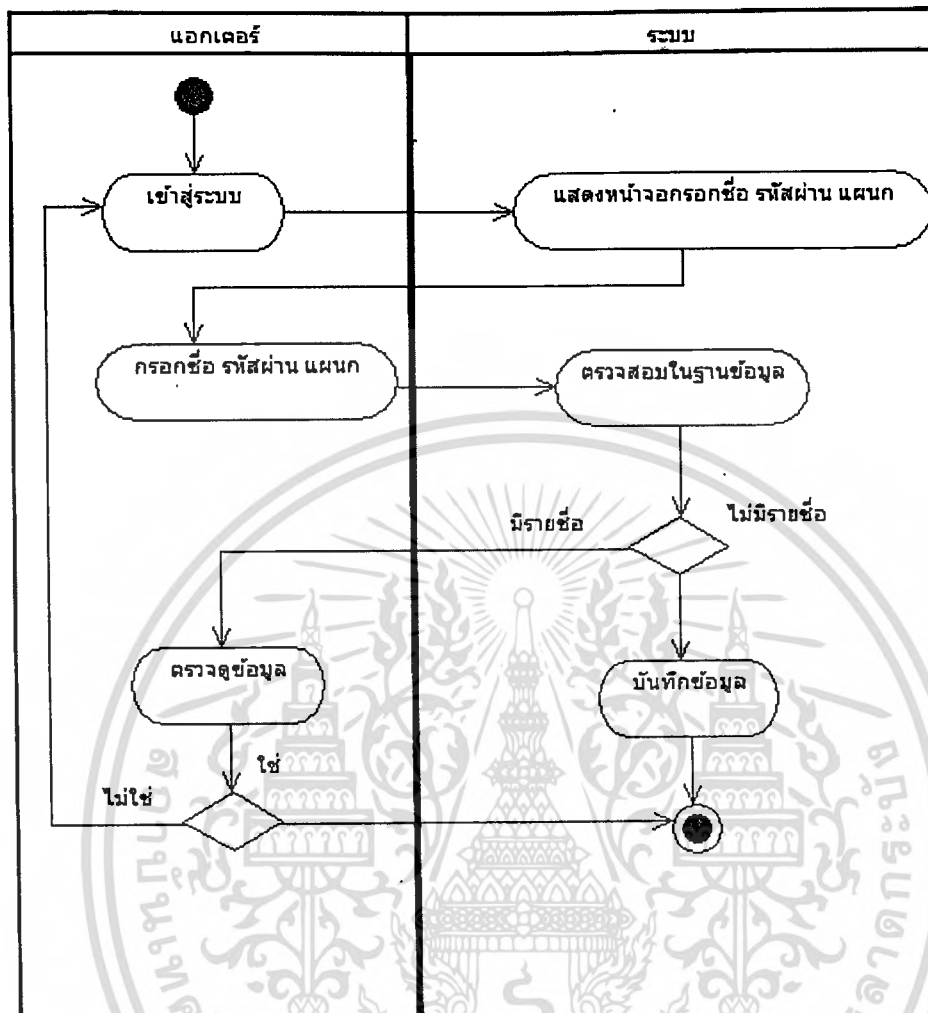 แอกเตอร์
ระบบ
เข้าสู่ระบบ
แสดงหน้าจอกรอกชื่อ รหัสผ่าน แผนก
กรอกชื่อ รหัสผ่าน แผนก
ตรวจสอบในฐานข้อมูล
มีรายชื่อ
ไม่มีรายชื่อ
ตรวจดูข้อมูล
บันทึกข้อมูล
ใช่
ไม่ใช่